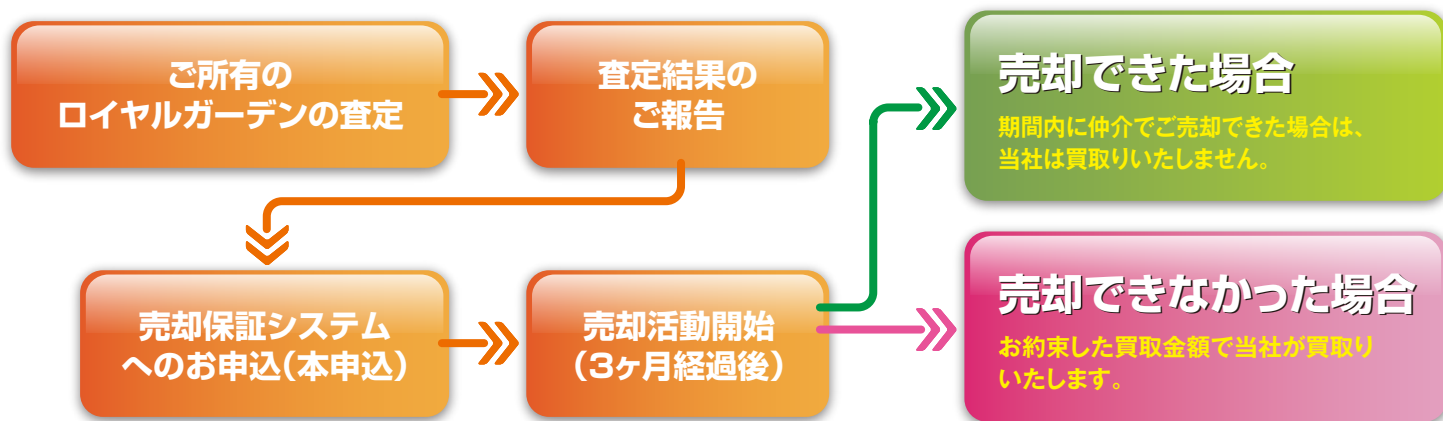 ご所有の
ロイヤルガーデンの査定
査定結果の
ご報告
売却保証システム
へのお申込(本申込)
売却活動開始
(3ヶ月経過後)
売却できた場合
期間内に仲介でご売却できた場合は、
当社は買取りいたしません。
売却できなかった場合
お約束した買取金額で当社が買取り
いたします。